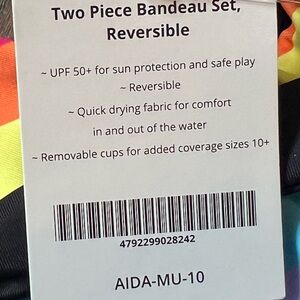 Two Piece Bandeau Set,
Reversible
~ UPF 50+ for sun protection and safe play
~ Reversible
~ Quick drying fabric for comfort
in and out of the water
~ Removable cups for added coverage sizes 10+
4792299028242
AIDA-MU-10